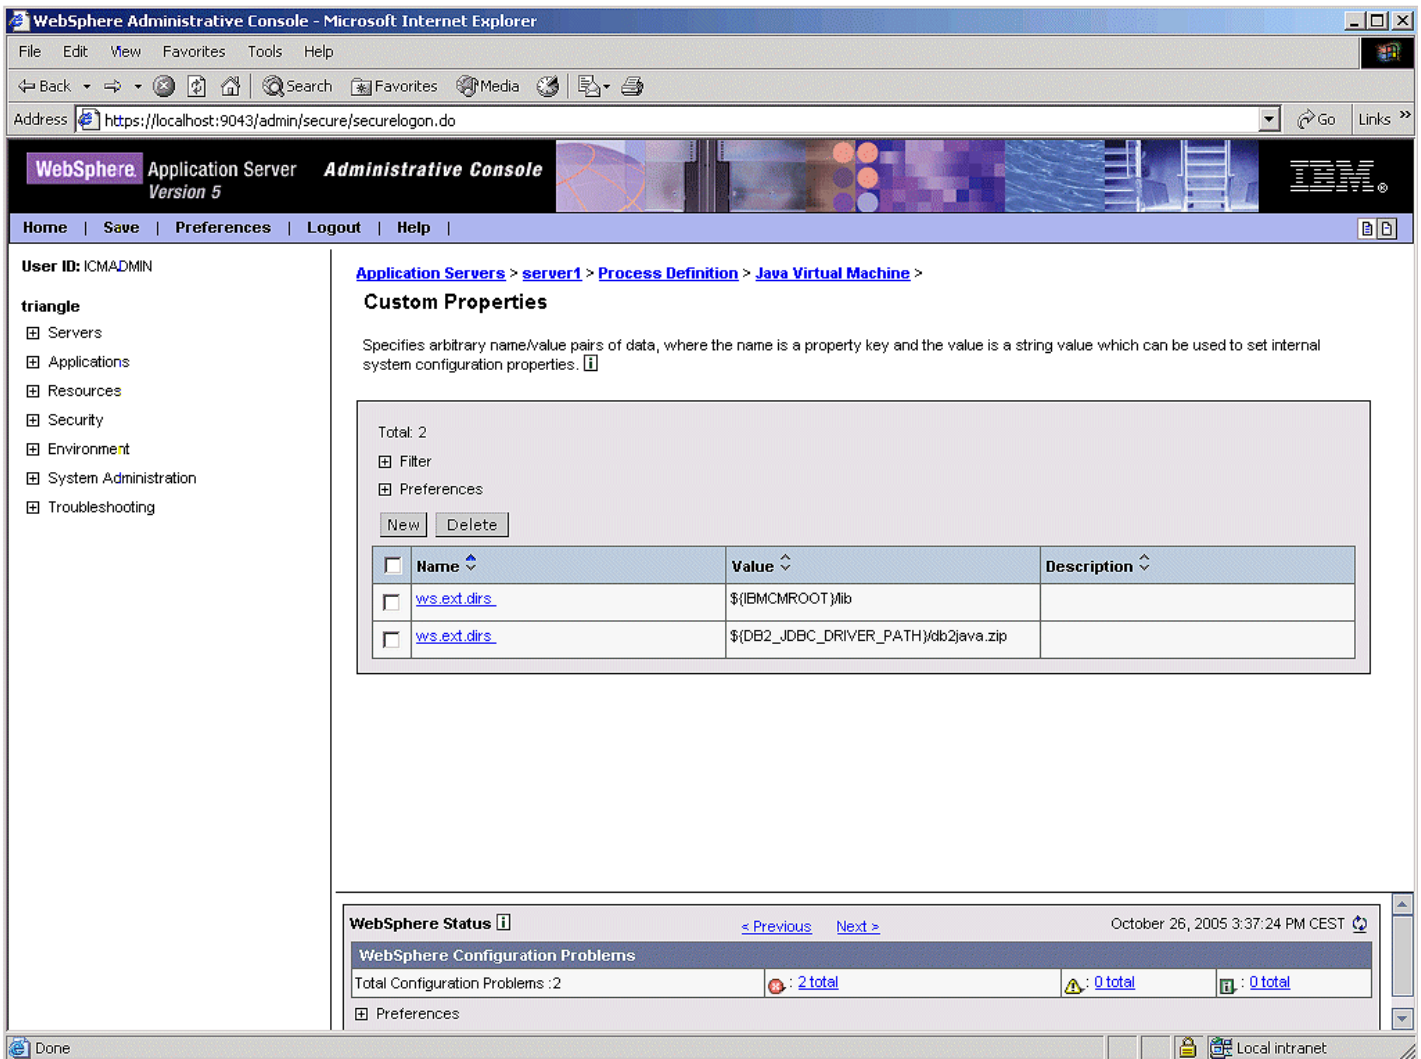 WebSphere Administrative Console - Microsoft Internet Explorer
File Edit View Favorites Tools Help
Back Search Favorites Media
Address https://localhost:9043/admin/secure/securelogon.do Go Links »
WebSphere. Application Server Administrative Console
Version 5
IBM®
Home | Save | Preferences | Logout | Help |
User ID: ICMADMIN
triangle
Servers
Applications
Resources
Security
Environment
System Administration
Troubleshooting
Application Servers > server1 > Process Definition > Java Virtual Machine >
Custom Properties
Specifies arbitrary name/value pairs of data, where the name is a property key and the value is a string value which can be used to set internal
system configuration properties. i
Total: 2
Filter
Preferences
New Delete
Name Value Description
ws.ext.dirs ${IBMCMROOT}/lib
ws.ext.dirs ${DB2_JDBC_DRIVER_PATH}/db2java.zip
WebSphere Status i < Previous Next > October 26, 2005 3:37:24 PM CEST
WebSphere Configuration Problems
Total Configuration Problems :2 : 2 total : 0 total : 0 total
Preferences
Done Local intranet